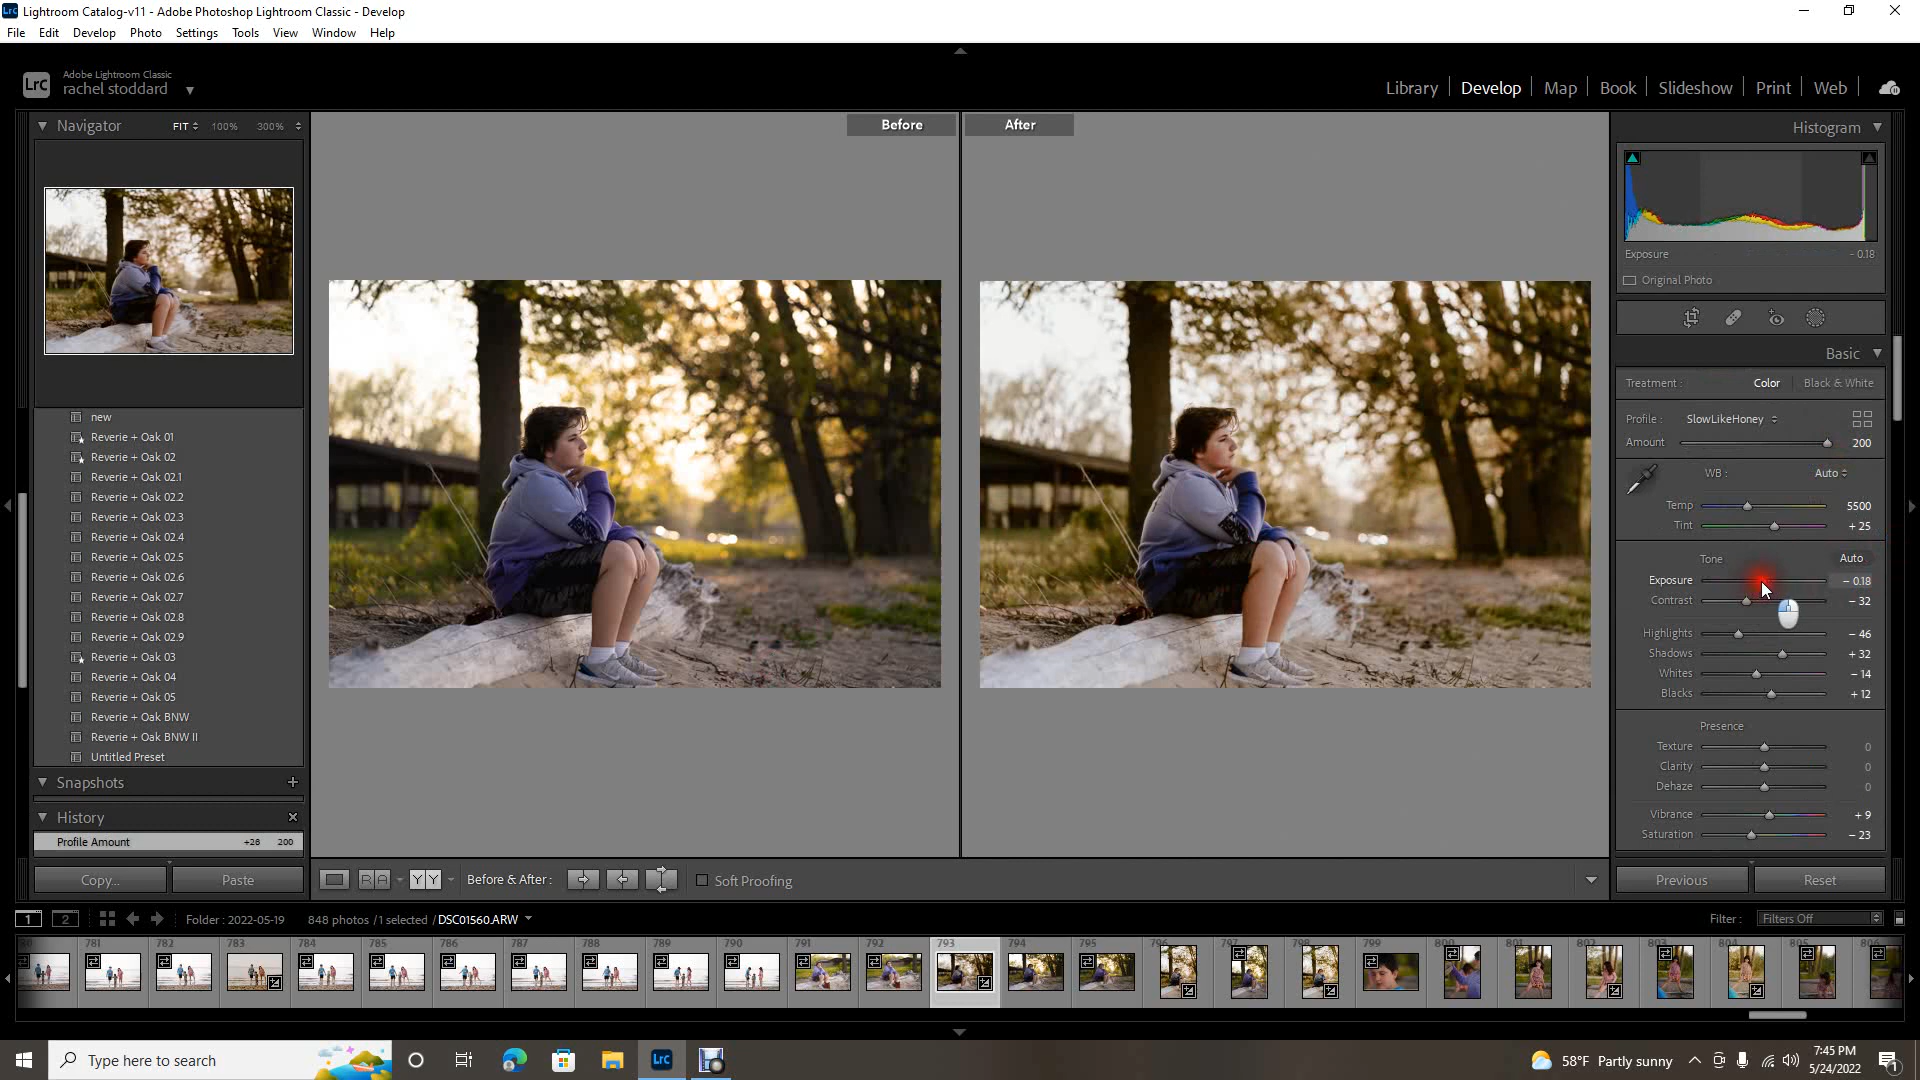 Lightroom Catalog-v11 - Adobe Photoshop Lightroom Classic - Develop
File Edit Develop Photo Settings Tools View Window Help
LrC
Adobe Lightroom Classic
rachel stoddard
Library Develop Map Book Slideshow Print Web
Navigator FIT 100% 300%
Before After
Histogram
Exposure - 0.18
Original Photo
Basic
Treatment : Color Black & White
Profile : SlowLikeHoney
Amount 200
WB : Auto
Temp 5500
Tint + 25
Tone Auto
Exposure - 0.18
Contrast - 32
Highlights - 46
Shadows + 32
Whites - 14
Blacks + 12
Presence
Texture 0
Clarity 0
Dehaze 0
Vibrance + 9
Saturation - 23
Previous Reset
new
Reverie + Oak 01
Reverie + Oak 02
Reverie + Oak 02.1
Reverie + Oak 02.2
Reverie + Oak 02.3
Reverie + Oak 02.4
Reverie + Oak 02.5
Reverie + Oak 02.6
Reverie + Oak 02.7
Reverie + Oak 02.8
Reverie + Oak 02.9
Reverie + Oak 03
Reverie + Oak 04
Reverie + Oak 05
Reverie + Oak BNW
Reverie + Oak BNW II
Untitled Preset
Snapshots
History
Profile Amount +28 200
Copy... Paste
R A Y Y Before & After : Soft Proofing
1 2 Folder : 2022-05-19 848 photos / 1 selected / DSC01560.ARW Filter : Filters Off
781 782 783 784 785 786 787 788 789 790 791 792 793 794 795 796 797 798 799 800 801 802 803 804 805 806
Type here to search
LrC
58°F Partly sunny
7:45 PM
5/24/2022
1